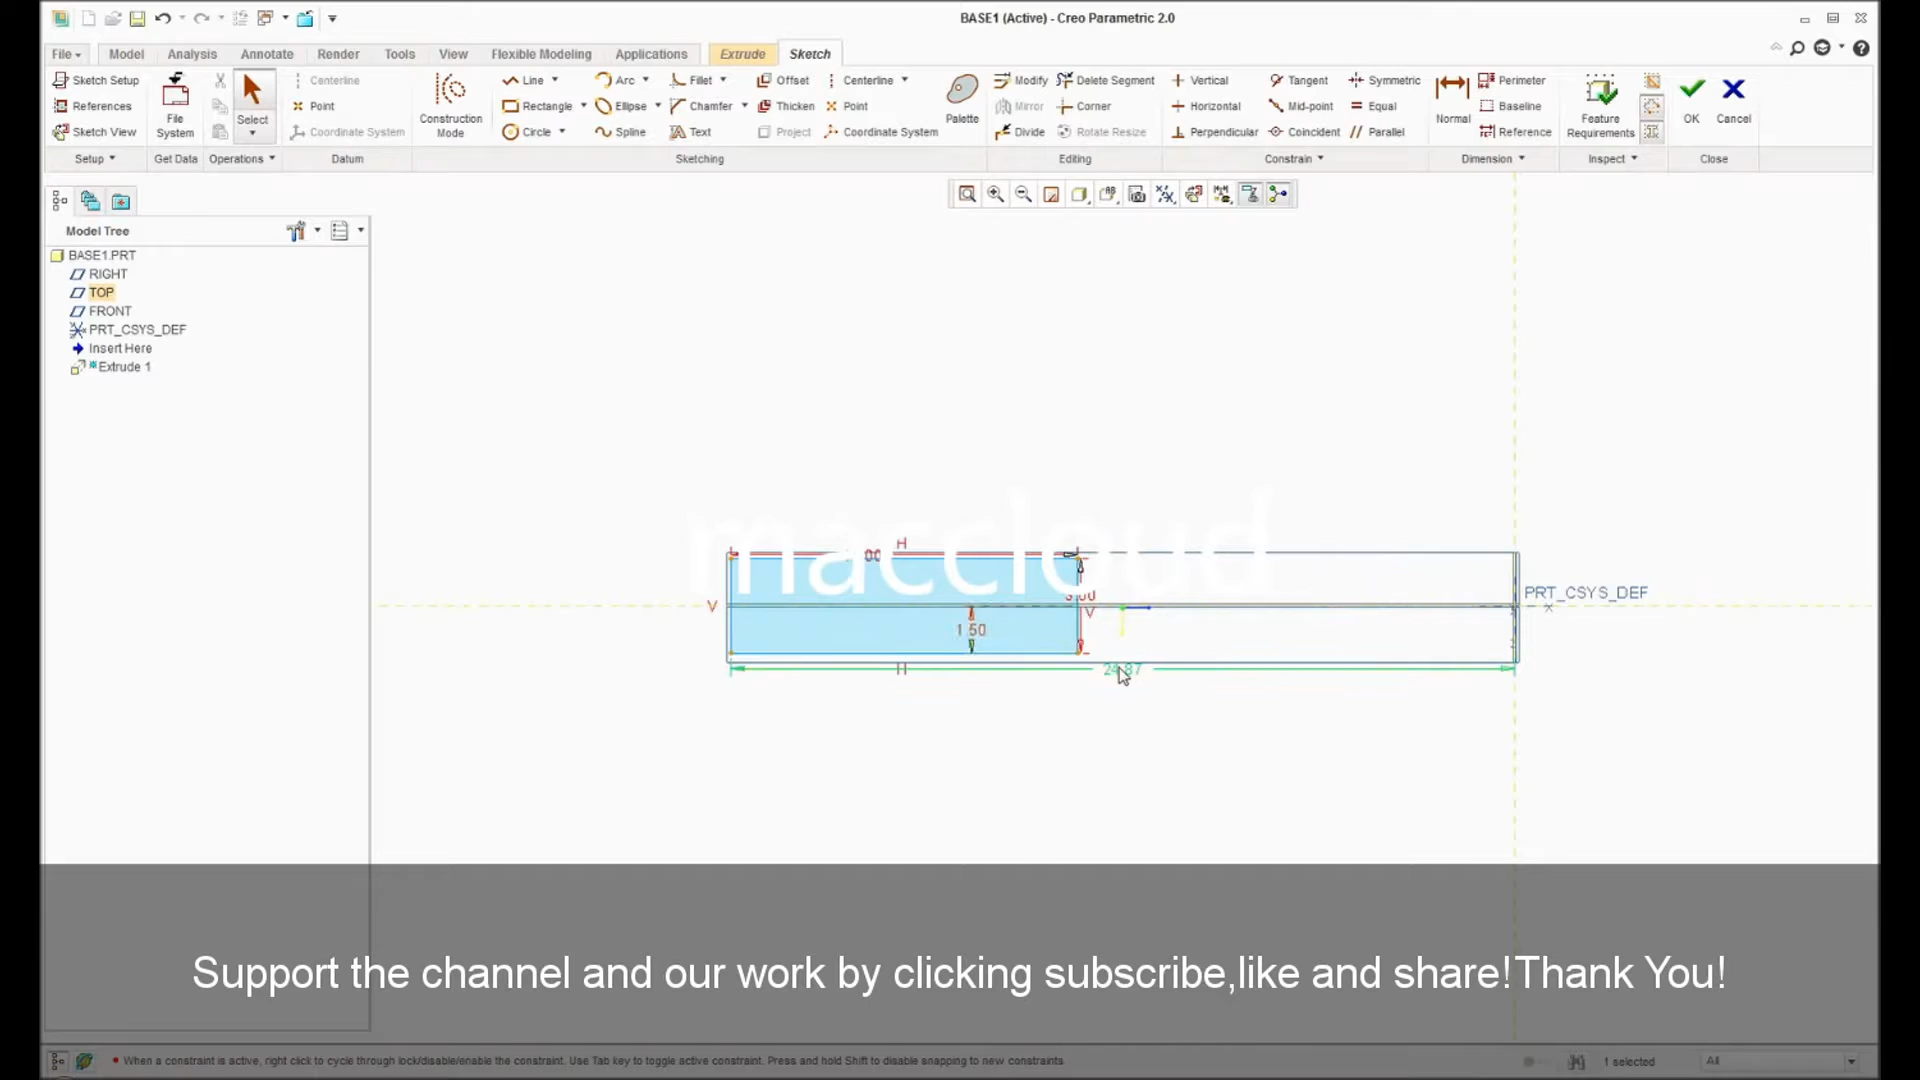 BASE1 (Active) - Creo Parametric 2.0
File Model Analysis Annotate Render Tools View Flexible Modeling Applications Extrude Sketch
Sketch Setup Centerline Line Arc Fillet Offset Centerline Modify Delete Segment Vertical Tangent Symmetric Perimeter
References Point Rectangle Ellipse Chamfer Thicken Point Mirror Corner Horizontal Mid-point Equal Baseline
Sketch View Coordinate System Circle Spline Text Project Coordinate System Divide Rotate Resize Perpendicular Coincident Parallel Reference
File System Select Construction Mode Palette Normal Feature Requirements OK Cancel
Setup Get Data Operations Datum Sketching Editing Constrain Dimension Inspect Close
Model Tree
BASE1.PRT
RIGHT
TOP
FRONT
PRT_CSYS_DEF
Insert Here
Extrude 1
maccloud
H
V
V
PRT_CSYS_DEF
1.50
H
24.87
Support the channel and our work by clicking subscribe,like and share!Thank You!
When a constraint is active, right click to cycle through lock/disable/enable the constraint. Use Tab key to toggle active constraint. Press and hold Shift to disable snapping to new constraints
1 selected
All